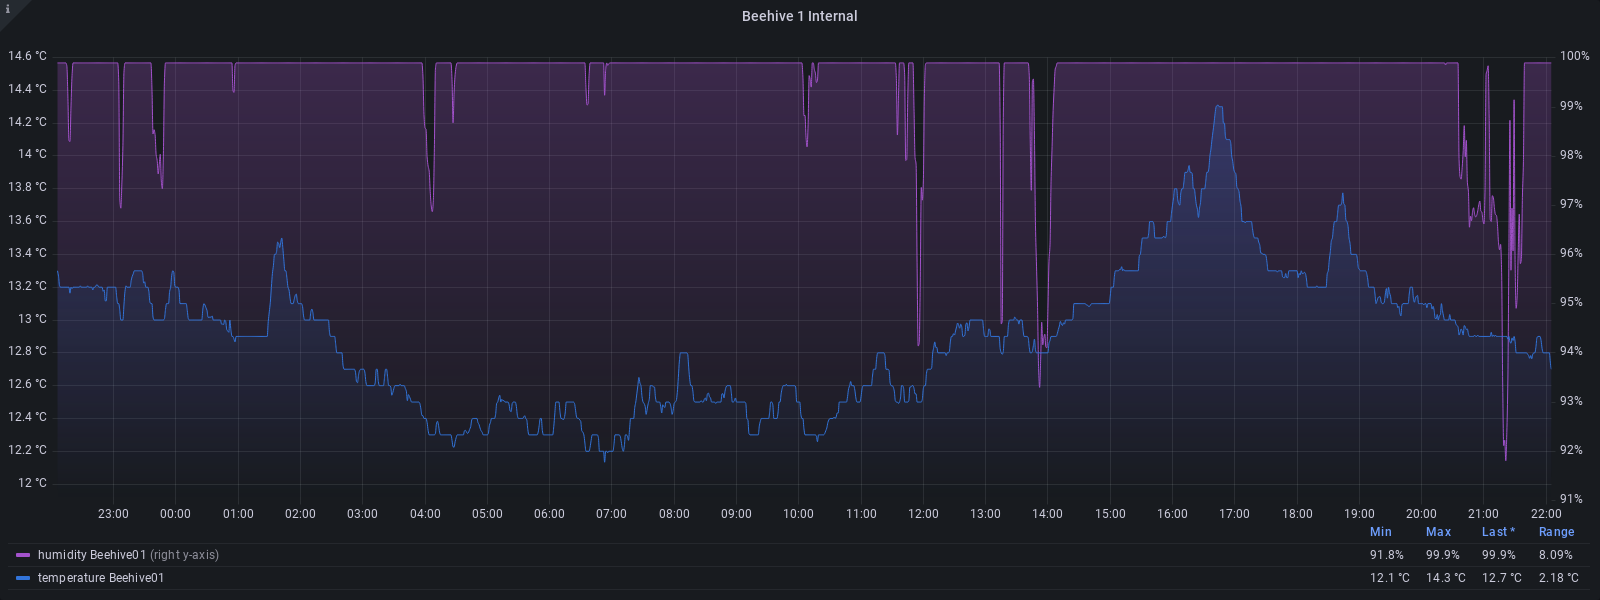 i
Beehive 1 Internal
14.6 °C 100%
14.4 °C
99%
14.2 °C
14 °C 98%
13.8 °C
97%
13.6 °C
13.4 °C 96%
13.2 °C
95%
13 °C
12.8 °C 94%
12.6 °C
93%
12.4 °C
12.2 °C 92%
12 °C
91%
23:00 00:00 01:00 02:00 03:00 04:00 05:00 06:00 07:00 08:00 09:00 10:00 11:00 12:00 13:00 14:00 15:00 16:00 17:00 18:00 19:00 20:00 21:00 22:00
Min Max Last * Range
humidity Beehive01 (right y-axis) 91.8% 99.9% 99.9% 8.09%
temperature Beehive01 12.1 °C 14.3 °C 12.7 °C 2.18 °C